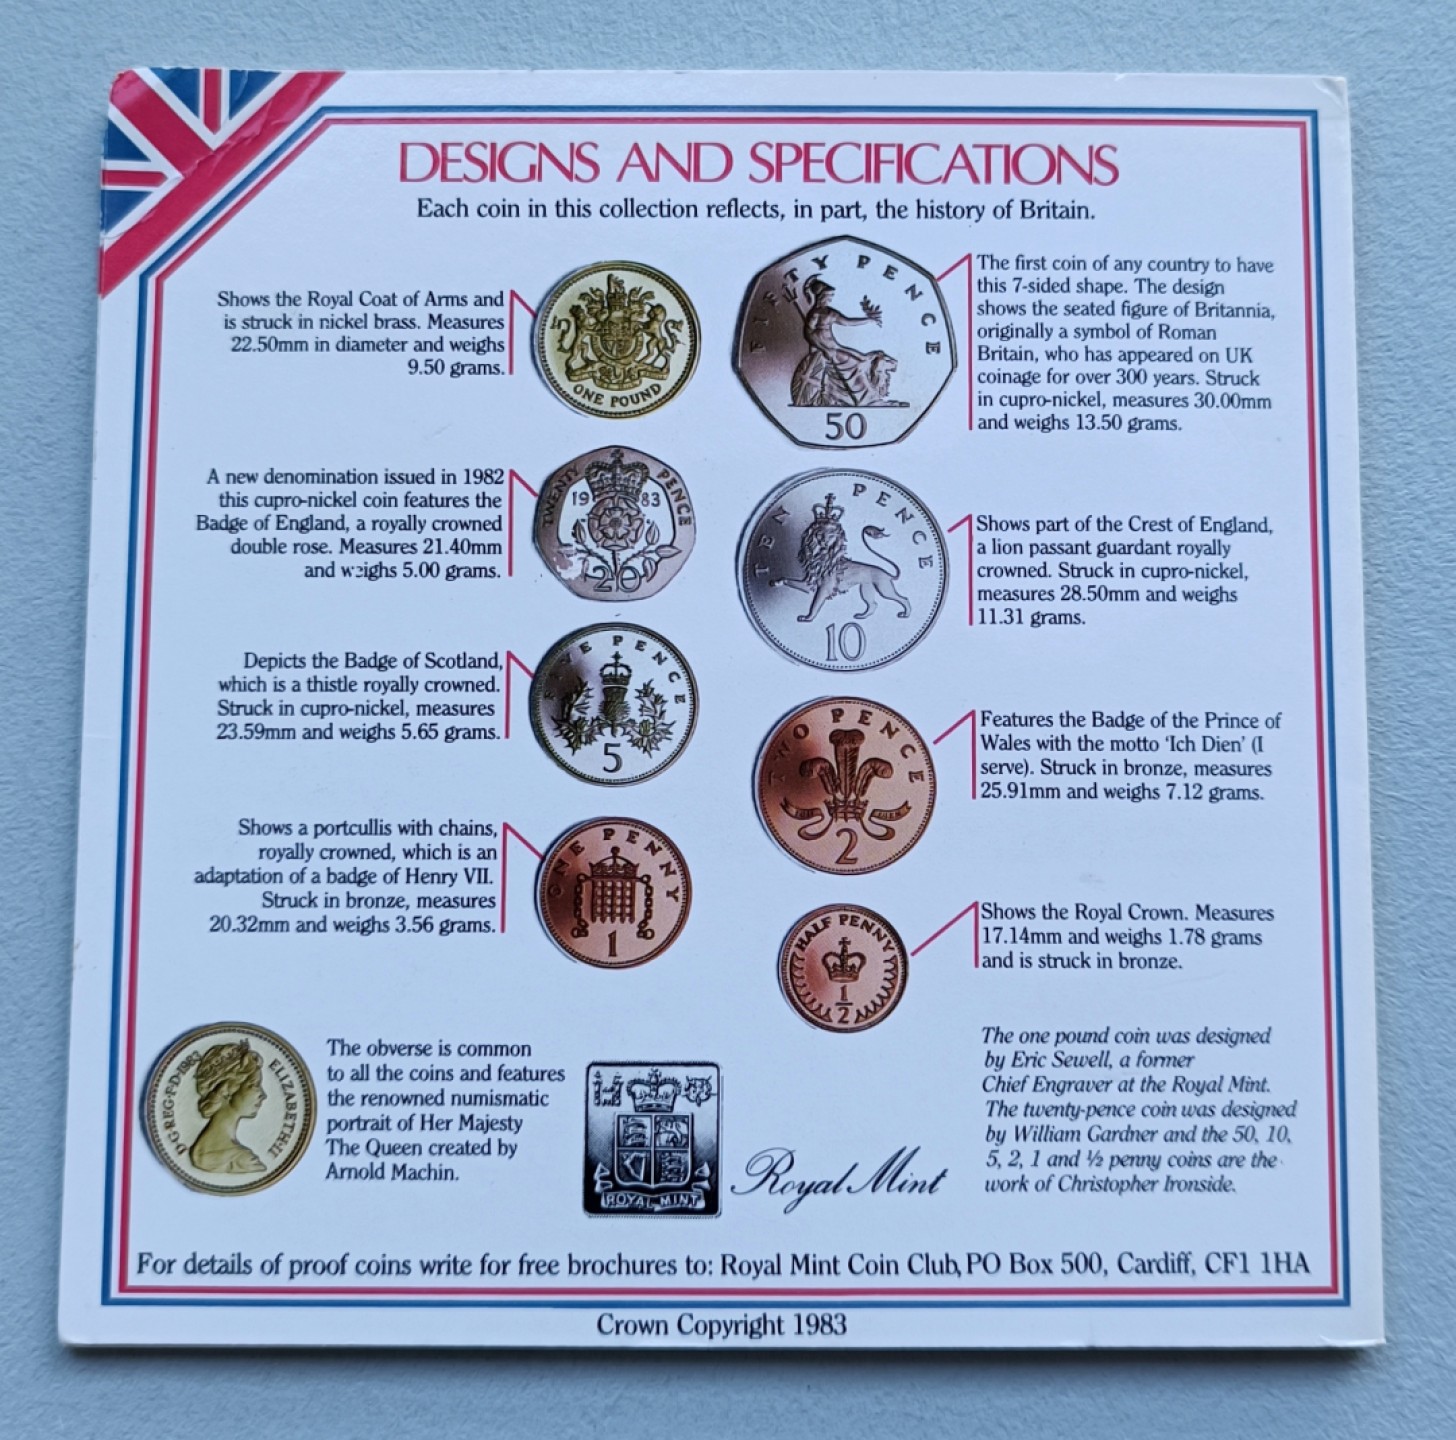 DESIGNS AND SPECIFICATIONS
Each coin in this collection reflects, in part, the history of Britain.
Shows the Royal Coat of Arms and
is struck in nickel brass. Measures
22.50mm in diameter and weighs
9.50 grams.
ONE POUND
FIFTY PENCE
50
The first coin of any country to have
this 7-sided shape. The design
shows the seated figure of Britannia,
originally a symbol of Roman
Britain, who has appeared on UK
coinage for over 300 years. Struck
in cupro-nickel, measures 30.00mm
and weighs 13.50 grams.
A new denomination issued in 1982
this cupro-nickel coin features the
Badge of England, a royally crowned
double rose. Measures 21.40mm
and weighs 5.00 grams.
TWENTY PENCE
19 83
20
TEN PENCE
10
Shows part of the Crest of England,
a lion passant guardant royally
crowned. Struck in cupro-nickel,
measures 28.50mm and weighs
11.31 grams.
Depicts the Badge of Scotland,
which is a thistle royally crowned.
Struck in cupro-nickel, measures
23.59mm and weighs 5.65 grams.
FIVE PENCE
5
TWO PENCE
2
Features the Badge of the Prince of
Wales with the motto 'Ich Dien' (I
serve). Struck in bronze, measures
25.91mm and weighs 7.12 grams.
Shows a portcullis with chains,
royally crowned, which is an
adaptation of a badge of Henry VII.
Struck in bronze, measures
20.32mm and weighs 3.56 grams.
ONE PENNY
1
HALF PENNY
1
2
Shows the Royal Crown. Measures
17.14mm and weighs 1.78 grams
and is struck in bronze.
D·G·REG·F·D·1983 ELIZABETH II
The obverse is common
to all the coins and features
the renowned numismatic
portrait of Her Majesty
The Queen created by
Arnold Machin.
ROYAL MINT
Royal Mint
The one pound coin was designed
by Eric Sewell, a former
Chief Engraver at the Royal Mint.
The twenty-pence coin was designed
by William Gardner and the 50, 10,
5, 2, 1 and ½ penny coins are the
work of Christopher Ironside.
For details of proof coins write for free brochures to: Royal Mint Coin Club, PO Box 500, Cardiff, CF1 1HA
Crown Copyright 1983